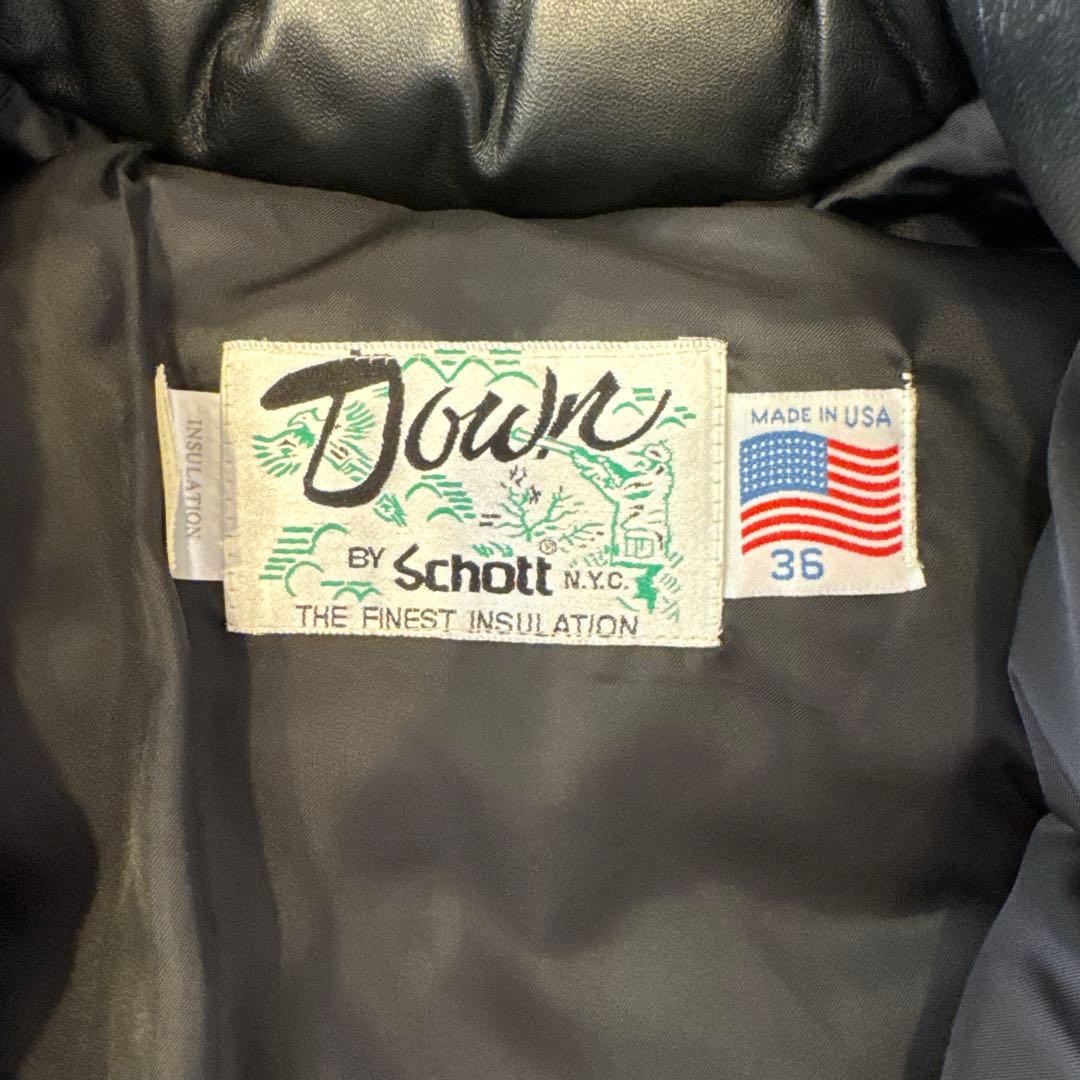 INSULATION
Down
BY Schott® N.Y.C.
THE FINEST INSULATION
MADE IN USA
36